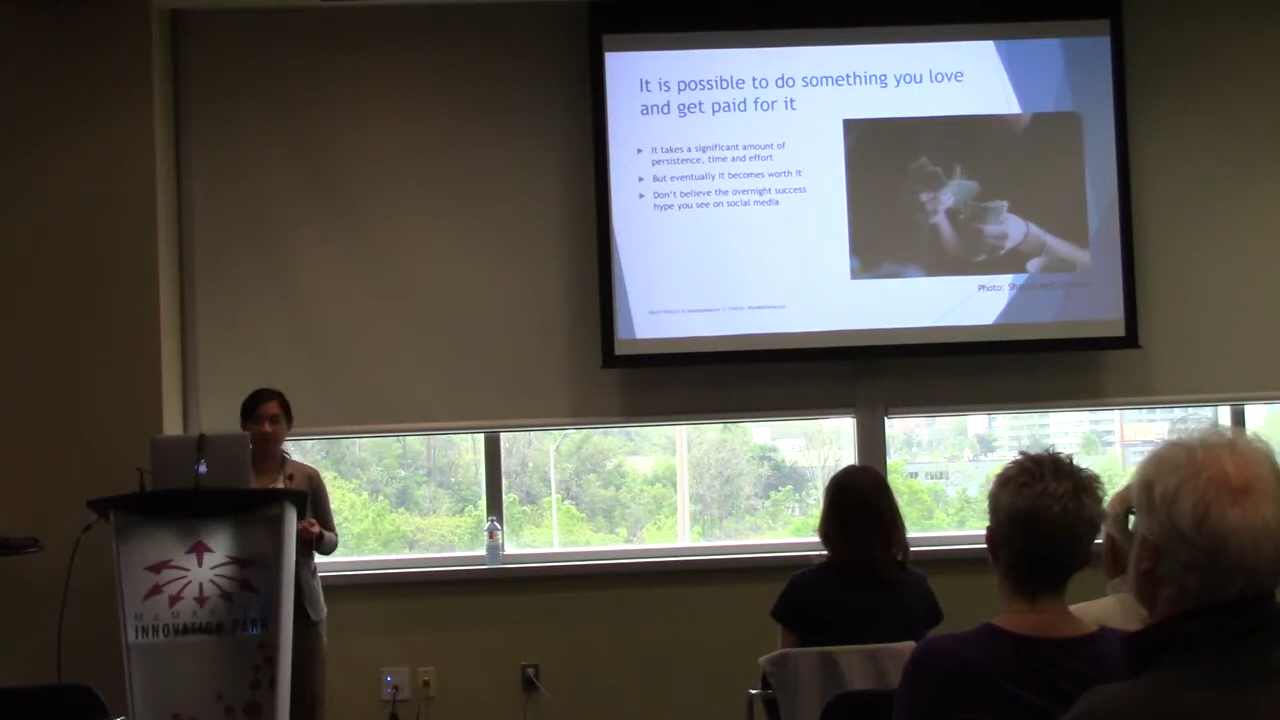 It is possible to do something you love
and get paid for it
► It takes a significant amount of
persistence, time and effort
► But eventually it becomes worth it
► Don't believe the overnight success
hype you see on social media
Photo:
McMASTER
INNOVATION PARK